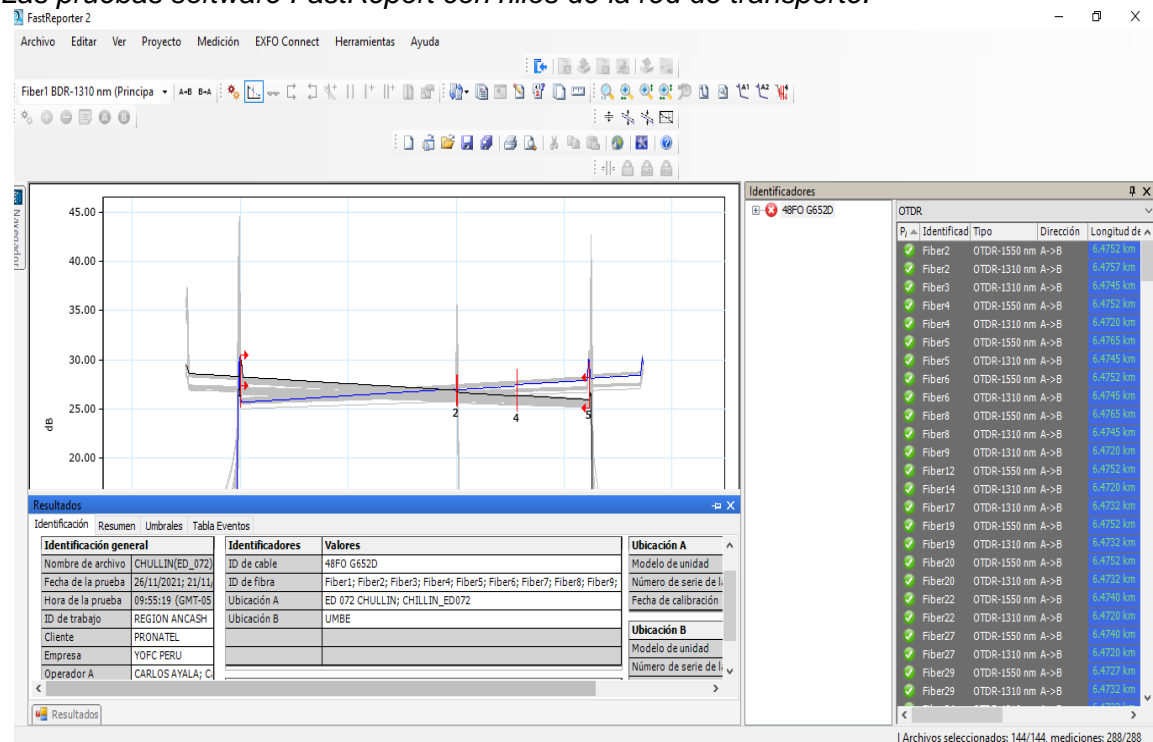 Las pruebas software FastReport con hilos de la red de transporte.
FastReporter 2
Archivo Editar Ver Proyecto Medición EXFO Connect Herramientas Ayuda
Fiber1 BDR-1310 nm (Principa A+B B+A
Navegador
45.00
40.00
35.00
30.00
25.00
20.00
dB
2 4 5
Resultados
Identificación Resumen Umbrales Tabla Eventos
Identificación general
Nombre de archivo CHULLIN(ED_072)
Fecha de la prueba 26/11/2021; 21/11/
Hora de la prueba 09:55:19 (GMT-05
ID de trabajo REGION ANCASH
Cliente PRONATEL
Empresa YOFC PERU
Operador A CARLOS AYALA; C
Identificadores Valores
ID de cable 48FO G652D
ID de fibra Fiber1; Fiber2; Fiber3; Fiber4; Fiber5; Fiber6; Fiber7; Fiber8; Fiber9;
Ubicación A ED 072 CHULLIN; CHILLIN_ED072
Ubicación B UMBE
Ubicación A
Modelo de unidad
Número de serie de la
Fecha de calibración
Ubicación B
Modelo de unidad
Número de serie de la
Resultados
Identificadores
48FO G652D
OTDR
P/ Identificad Tipo Dirección Longitud de
Fiber2 OTDR-1550 nm A->B 6.4752 km
Fiber2 OTDR-1310 nm A->B 6.4757 km
Fiber3 OTDR-1310 nm A->B 6.4745 km
Fiber4 OTDR-1550 nm A->B 6.4752 km
Fiber4 OTDR-1310 nm A->B 6.4720 km
Fiber5 OTDR-1550 nm A->B 6.4765 km
Fiber5 OTDR-1310 nm A->B 6.4745 km
Fiber6 OTDR-1550 nm A->B 6.4752 km
Fiber6 OTDR-1310 nm A->B 6.4745 km
Fiber8 OTDR-1550 nm A->B 6.4765 km
Fiber8 OTDR-1310 nm A->B 6.4745 km
Fiber9 OTDR-1310 nm A->B 6.4720 km
Fiber12 OTDR-1550 nm A->B 6.4752 km
Fiber14 OTDR-1310 nm A->B 6.4720 km
Fiber17 OTDR-1310 nm A->B 6.4732 km
Fiber19 OTDR-1550 nm A->B 6.4752 km
Fiber19 OTDR-1310 nm A->B 6.4732 km
Fiber20 OTDR-1550 nm A->B 6.4752 km
Fiber20 OTDR-1310 nm A->B 6.4732 km
Fiber22 OTDR-1550 nm A->B 6.4740 km
Fiber22 OTDR-1310 nm A->B 6.4720 km
Fiber27 OTDR-1550 nm A->B 6.4740 km
Fiber27 OTDR-1310 nm A->B 6.4720 km
Fiber29 OTDR-1550 nm A->B 6.4727 km
Fiber29 OTDR-1310 nm A->B 6.4732 km
Archivos seleccionados: 144/144, mediciones: 288/288